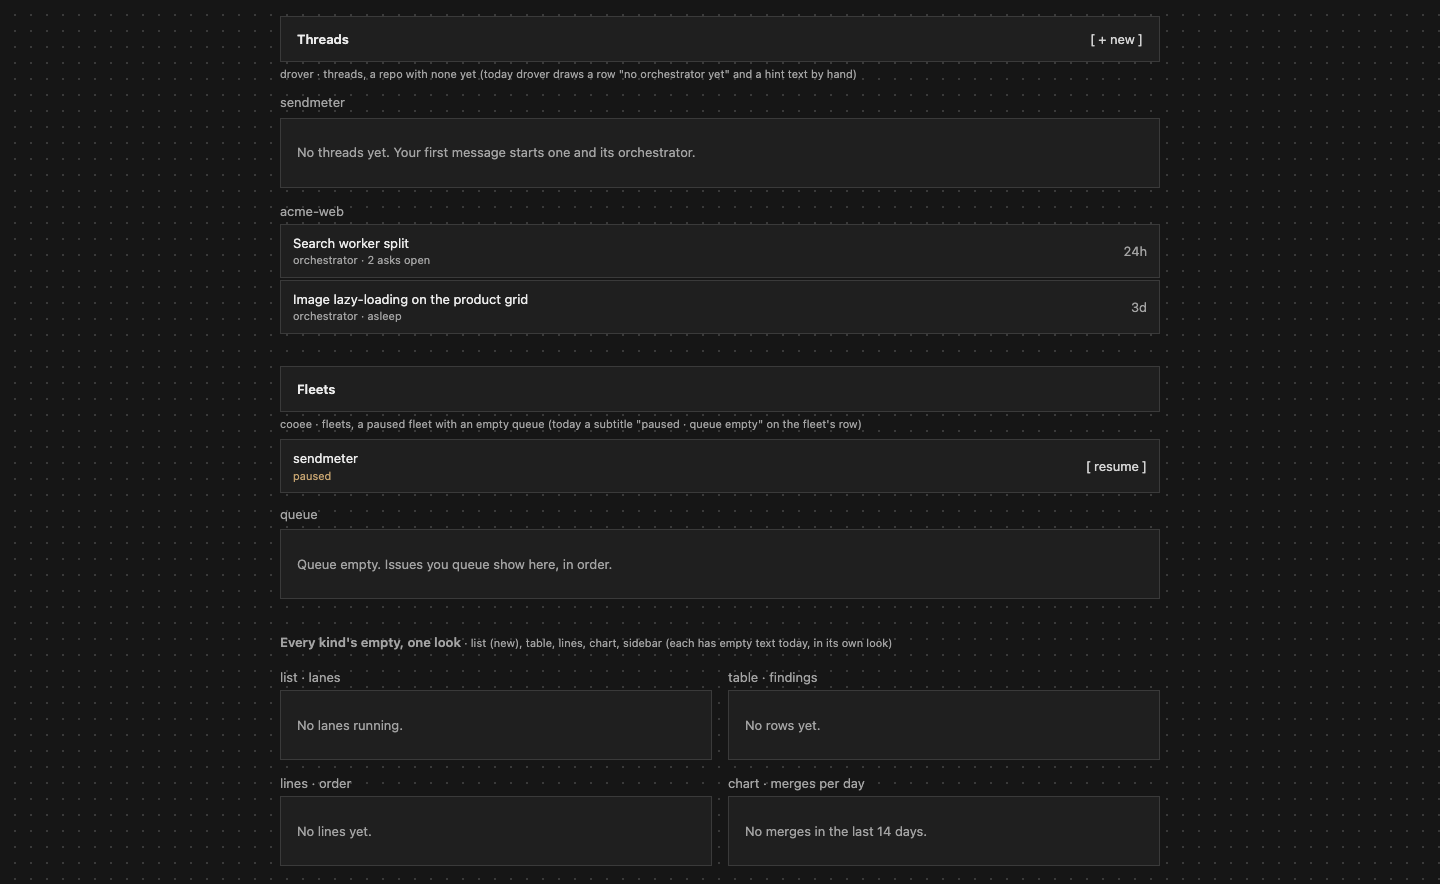 Threads
[ + new ]
drover · threads, a repo with none yet (today drover draws a row "no orchestrator yet" and a hint text by hand)
sendmeter
No threads yet. Your first message starts one and its orchestrator.
acme-web
Search worker split
orchestrator · 2 asks open
24h
Image lazy-loading on the product grid
orchestrator · asleep
3d
Fleets
cooee · fleets, a paused fleet with an empty queue (today a subtitle "paused · queue empty" on the fleet's row)
sendmeter
paused
[ resume ]
queue
Queue empty. Issues you queue show here, in order.
Every kind's empty, one look · list (new), table, lines, chart, sidebar (each has empty text today, in its own look)
list · lanes
No lanes running.
table · findings
No rows yet.
lines · order
No lines yet.
chart · merges per day
No merges in the last 14 days.